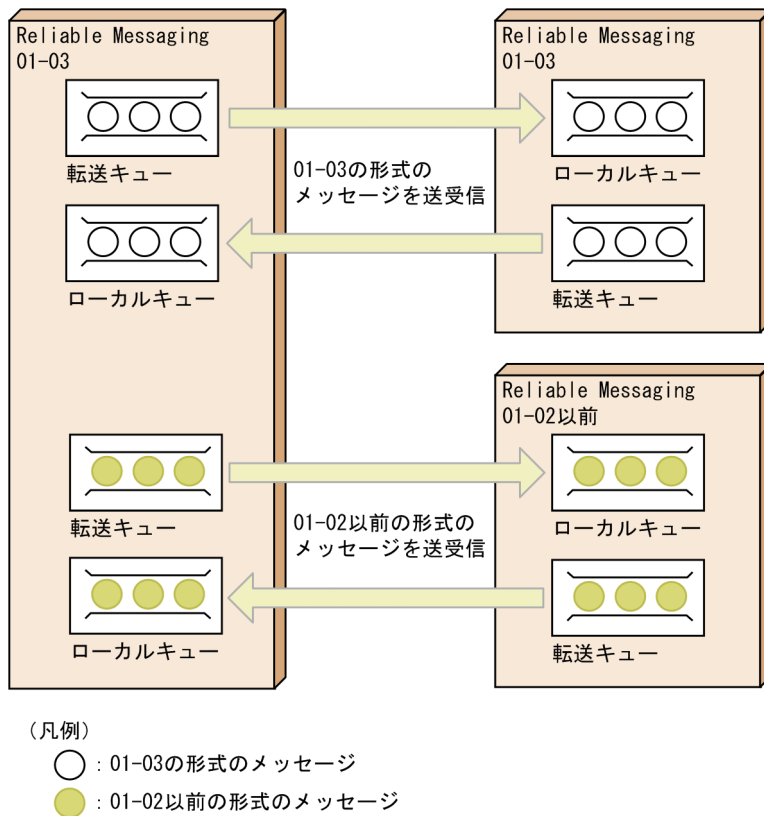 Reliable Messaging
01-03
転送キュー
ローカルキュー
転送キュー
ローカルキュー
01-03の形式の
メッセージを送受信
01-02以前の形式の
メッセージを送受信
Reliable Messaging
01-03
ローカルキュー
転送キュー
Reliable Messaging
01-02以前
ローカルキュー
転送キュー
(凡例)
：01-03の形式のメッセージ
：01-02以前の形式のメッセージ